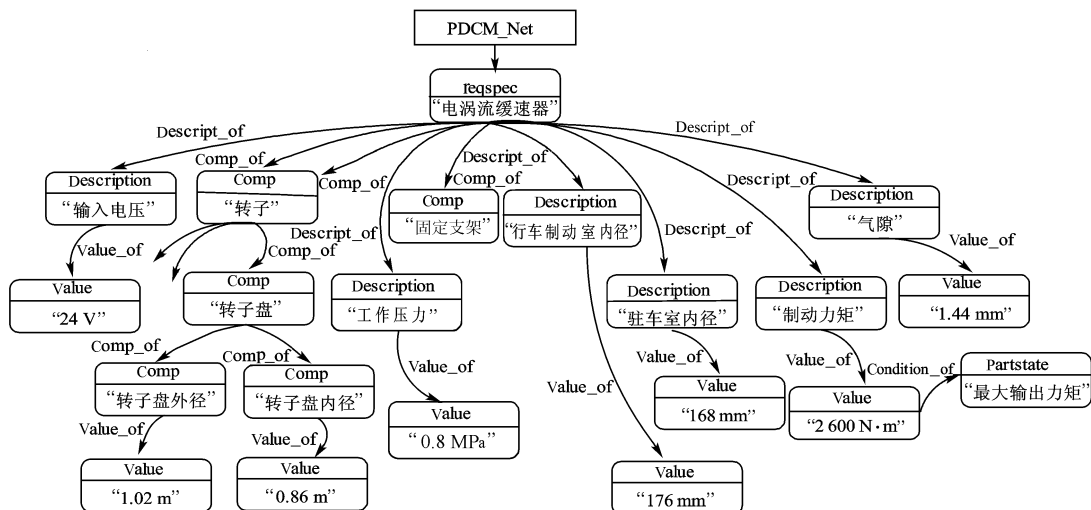 PDCM_Net
reqspec
“电涡流缓速器”
Descript_of
Comp_of
Comp_of
Descript_of
Comp_of
Descript_of
Descript_of
Descript_of
Descript_of
Description
“输入电压”
Comp
“转子”
Comp
“固定支架”
Description
“行车制动室内径”
Description
“气隙”
Value_of
Comp_of
Value_of
Value
“24 V”
Comp
“转子盘”
Description
“工作压力”
Description
“驻车室内径”
Description
“制动力矩”
Value
“1.44 mm”
Comp_of
Comp_of
Value_of
Value_of
Value_of
Value_of
Condition_of
Comp
“转子盘外径”
Comp
“转子盘内径”
Value
“0.8 MPa”
Value
“168 mm”
Value
“2 600 N·m”
Partstate
“最大输出力矩”
Value_of
Value_of
Value
“1.02 m”
Value
“0.86 m”
Value
“176 mm”